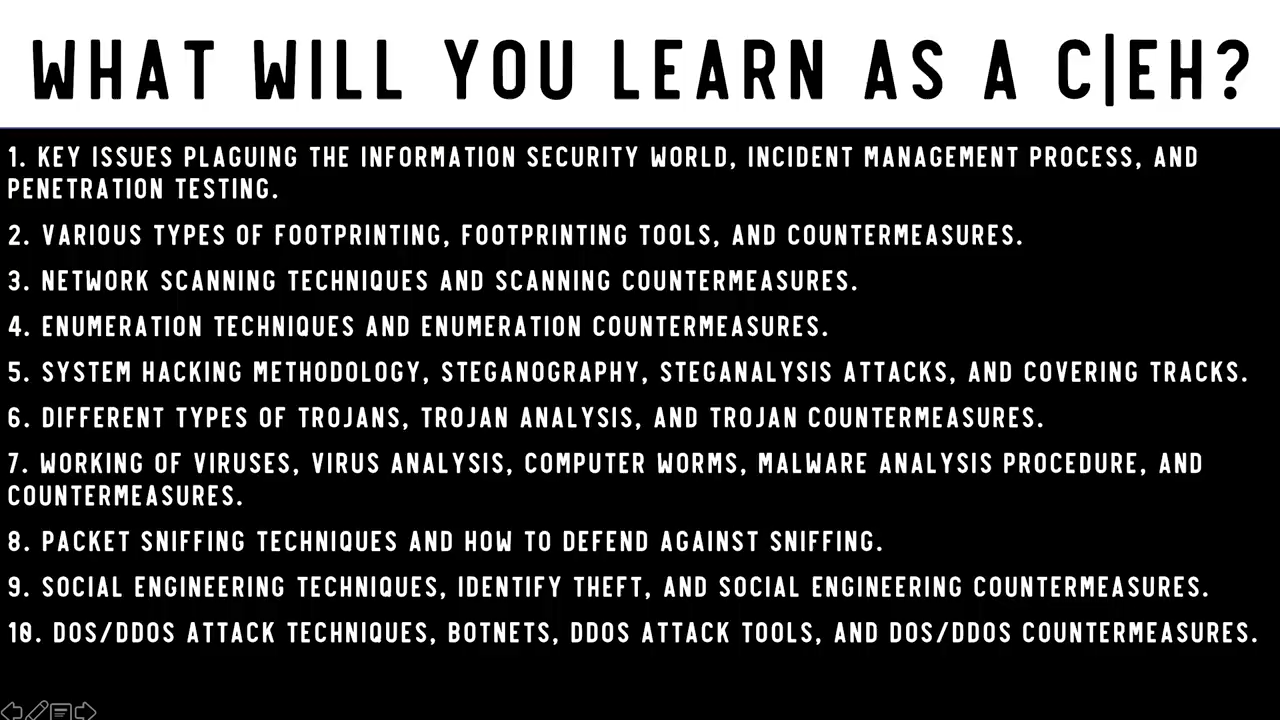 WHAT WILL YOU LEARN AS A C|EH?
1. KEY ISSUES PLAGUING THE INFORMATION SECURITY WORLD, INCIDENT MANAGEMENT PROCESS, AND
PENETRATION TESTING.
2. VARIOUS TYPES OF FOOTPRINTING, FOOTPRINTING TOOLS, AND COUNTERMEASURES.
3. NETWORK SCANNING TECHNIQUES AND SCANNING COUNTERMEASURES.
4. ENUMERATION TECHNIQUES AND ENUMERATION COUNTERMEASURES.
5. SYSTEM HACKING METHODOLOGY, STEGANOGRAPHY, STEGANALYSIS ATTACKS, AND COVERING TRACKS.
6. DIFFERENT TYPES OF TROJANS, TROJAN ANALYSIS, AND TROJAN COUNTERMEASURES.
7. WORKING OF VIRUSES, VIRUS ANALYSIS, COMPUTER WORMS, MALWARE ANALYSIS PROCEDURE, AND
COUNTERMEASURES.
8. PACKET SNIFFING TECHNIQUES AND HOW TO DEFEND AGAINST SNIFFING.
9. SOCIAL ENGINEERING TECHNIQUES, IDENTIFY THEFT, AND SOCIAL ENGINEERING COUNTERMEASURES.
10. DOS/DDOS ATTACK TECHNIQUES, BOTNETS, DDOS ATTACK TOOLS, AND DOS/DDOS COUNTERMEASURES.